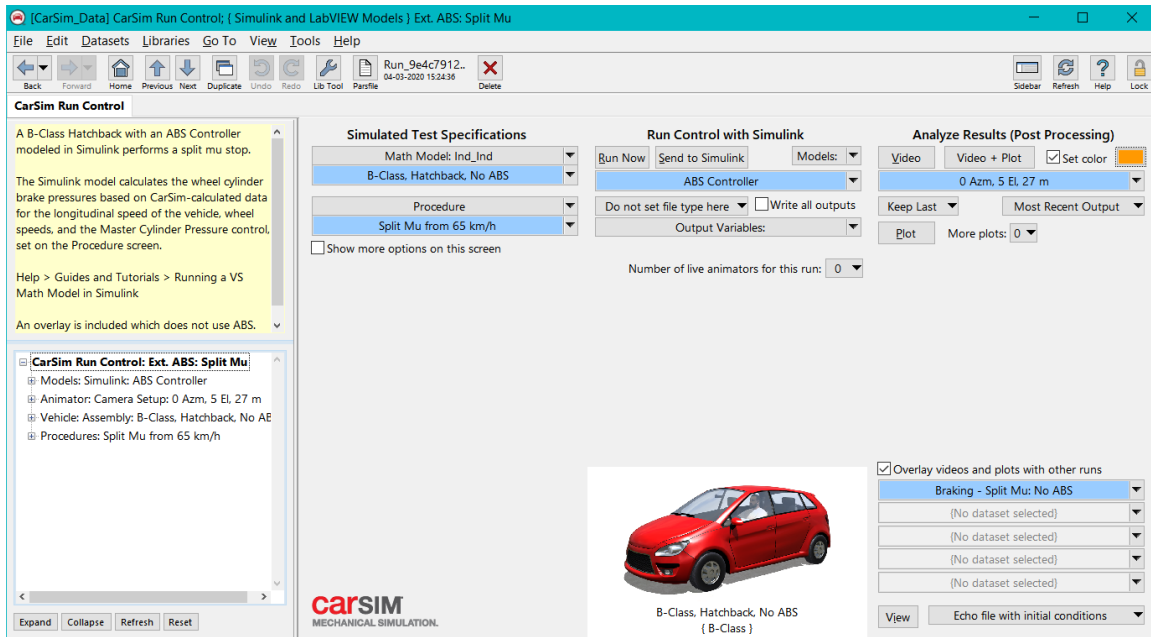 [CarSim_Data] CarSim Run Control; { Simulink and LabVIEW Models } Ext. ABS: Split Mu
File Edit Datasets Libraries Go To View Tools Help
Back Forward Home Previous Next Duplicate Undo Redo Lib Tool Parsfile Run_9e4c7912.. 04-03-2020 15:24:36 Delete Sidebar Refresh Help Lock
CarSim Run Control
A B-Class Hatchback with an ABS Controller
modeled in Simulink performs a split mu stop.
The Simulink model calculates the wheel cylinder
brake pressures based on CarSim-calculated data
for the longitudinal speed of the vehicle, wheel
speeds, and the Master Cylinder Pressure control,
set on the Procedure screen.
Help > Guides and Tutorials > Running a VS
Math Model in Simulink
An overlay is included which does not use ABS.
CarSim Run Control: Ext. ABS: Split Mu
Models: Simulink: ABS Controller
Animator: Camera Setup: 0 Azm, 5 El, 27 m
Vehicle: Assembly: B-Class, Hatchback, No AB
Procedures: Split Mu from 65 km/h
Expand Collapse Refresh Reset
Simulated Test Specifications
Math Model: Ind_Ind
B-Class, Hatchback, No ABS
Procedure
Split Mu from 65 km/h
Show more options on this screen
carSIM
MECHANICAL SIMULATION.
Run Control with Simulink
Run Now Send to Simulink Models:
ABS Controller
Do not set file type here Write all outputs
Output Variables:
Number of live animators for this run: 0
B-Class, Hatchback, No ABS
{ B-Class }
Analyze Results (Post Processing)
Video Video + Plot Set color
0 Azm, 5 El, 27 m
Keep Last Most Recent Output
Plot More plots: 0
Overlay videos and plots with other runs
Braking - Split Mu: No ABS
{No dataset selected}
{No dataset selected}
{No dataset selected}
{No dataset selected}
View Echo file with initial conditions